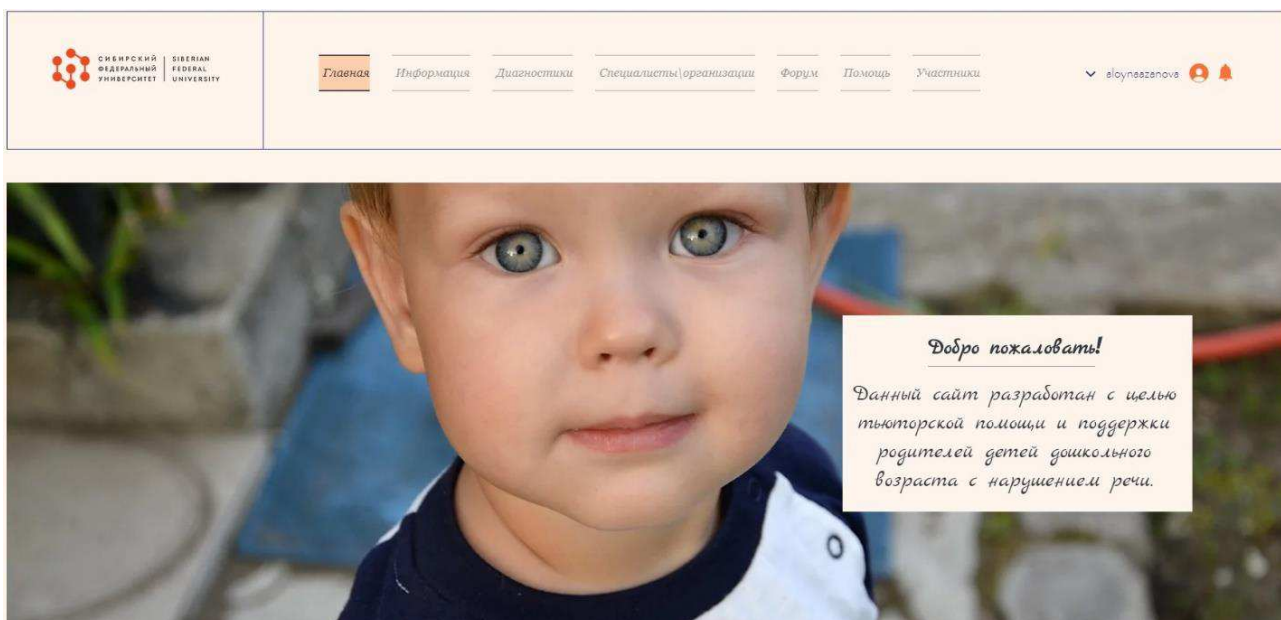 СИБИРСКИЙ
ФЕДЕРАЛЬНЫЙ
УНИВЕРСИТЕТ
SIBERIAN
FEDERAL
UNIVERSITY
Главная
Информация
Диагностики
Специалисты\организации
Форум
Помощь
Участники
aloynaazanova
Добро пожаловать!
Данный сайт разработан с целью
тьюторской помощи и поддержки
родителей детей дошкольного
возраста с нарушением речи.